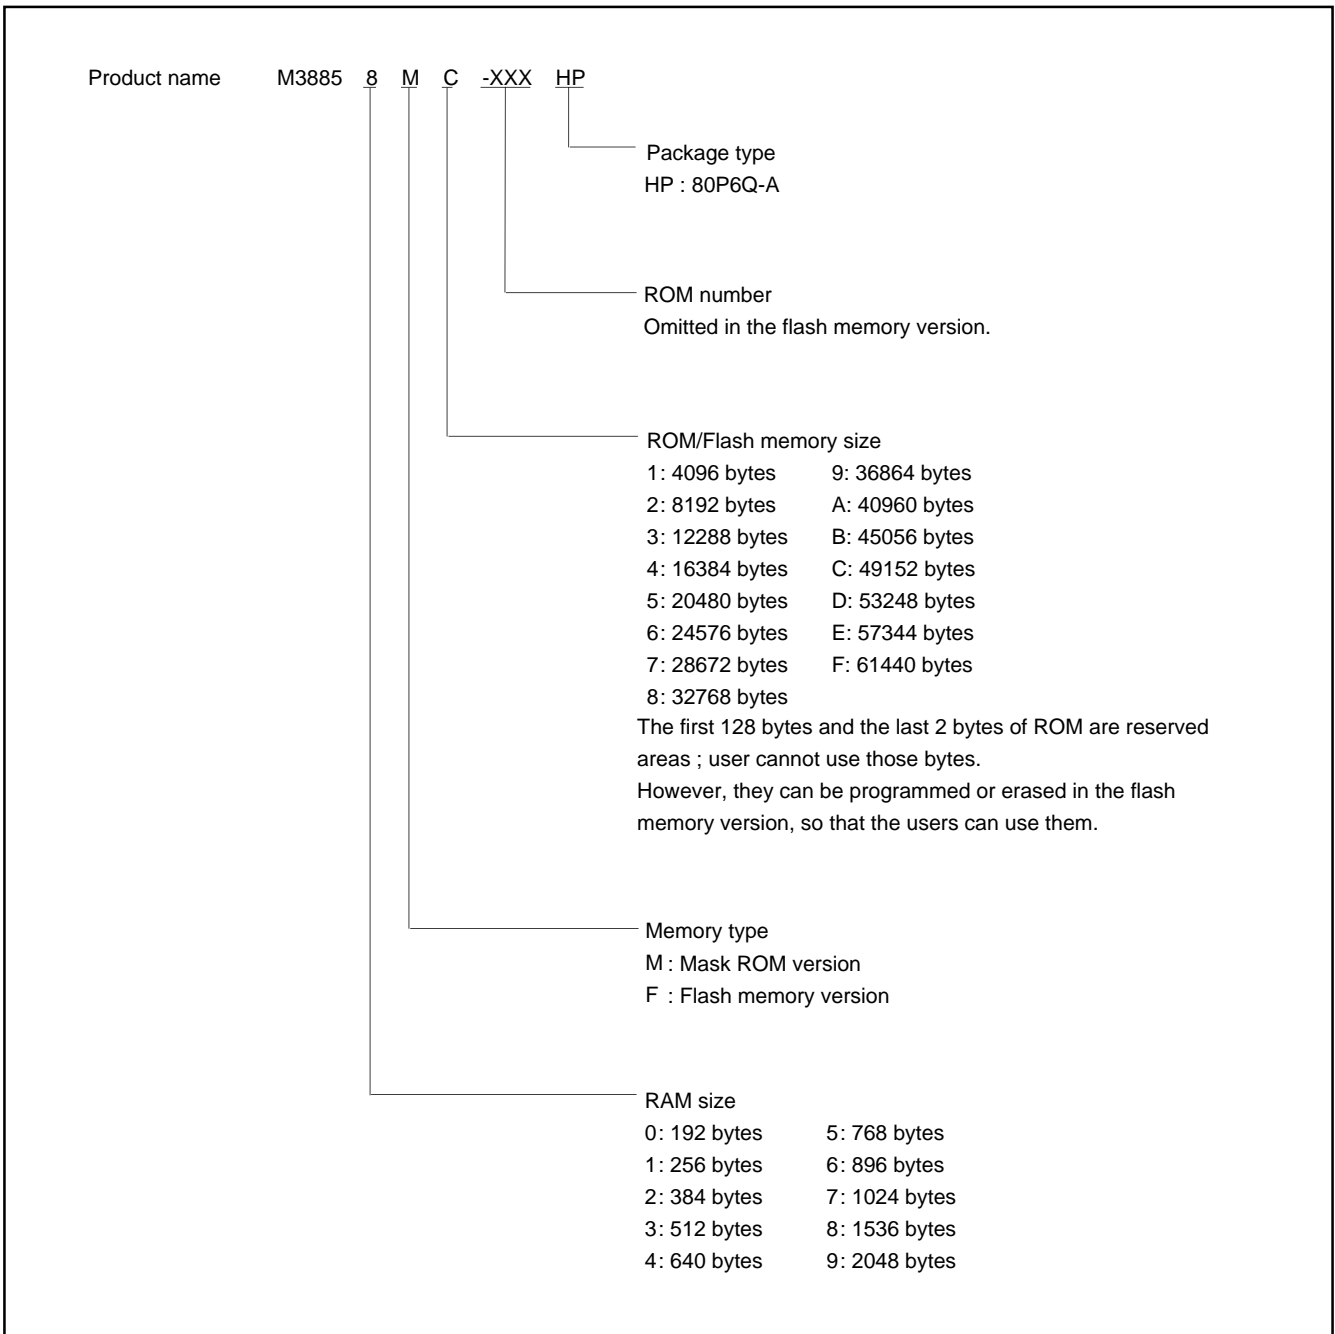 Product name M3885 8 M C -XXX HP
Package type
HP : 80P6Q-A
ROM number
Omitted in the flash memory version.
ROM/Flash memory size
1: 4096 bytes 9: 36864 bytes
2: 8192 bytes A: 40960 bytes
3: 12288 bytes B: 45056 bytes
4: 16384 bytes C: 49152 bytes
5: 20480 bytes D: 53248 bytes
6: 24576 bytes E: 57344 bytes
7: 28672 bytes F: 61440 bytes
8: 32768 bytes
The first 128 bytes and the last 2 bytes of ROM are reserved
areas ; user cannot use those bytes.
However, they can be programmed or erased in the flash
memory version, so that the users can use them.
Memory type
M : Mask ROM version
F : Flash memory version
RAM size
0: 192 bytes 5: 768 bytes
1: 256 bytes 6: 896 bytes
2: 384 bytes 7: 1024 bytes
3: 512 bytes 8: 1536 bytes
4: 640 bytes 9: 2048 bytes